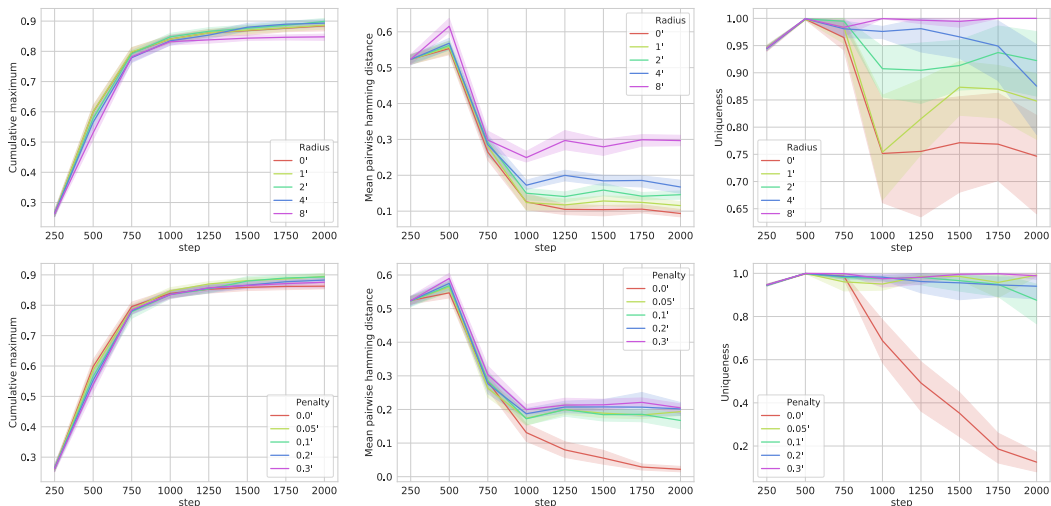 Cumulative maximum
0.9
0.8
0.7
0.6
0.5
0.4
0.3
Radius
0'
1'
2'
4'
8'
250 500 750 1000 1250 1500 1750 2000
step
Mean pairwise hamming distance
0.6
0.5
0.4
0.3
0.2
0.1
Radius
0'
1'
2'
4'
8'
250 500 750 1000 1250 1500 1750 2000
step
Uniqueness
1.00
0.95
0.90
0.85
0.80
0.75
0.70
0.65
Radius
0'
1'
2'
4'
8'
250 500 750 1000 1250 1500 1750 2000
step
Cumulative maximum
0.9
0.8
0.7
0.6
0.5
0.4
0.3
Penalty
0.0'
0.05'
0,1'
0.2'
0.3'
250 500 750 1000 1250 1500 1750 2000
step
Mean pairwise hamming distance
0.6
0.5
0.4
0.3
0.2
0.1
0.0
Penalty
0.0'
0.05'
0,1'
0.2'
0.3'
250 500 750 1000 1250 1500 1750 2000
step
Uniqueness
1,0
0.8
0.6
0.4
0.2
Penalty
0.0'
0.05'
0,1'
0.2'
0.3'
250 500 750 1000 1250 1500 1750 2000
step